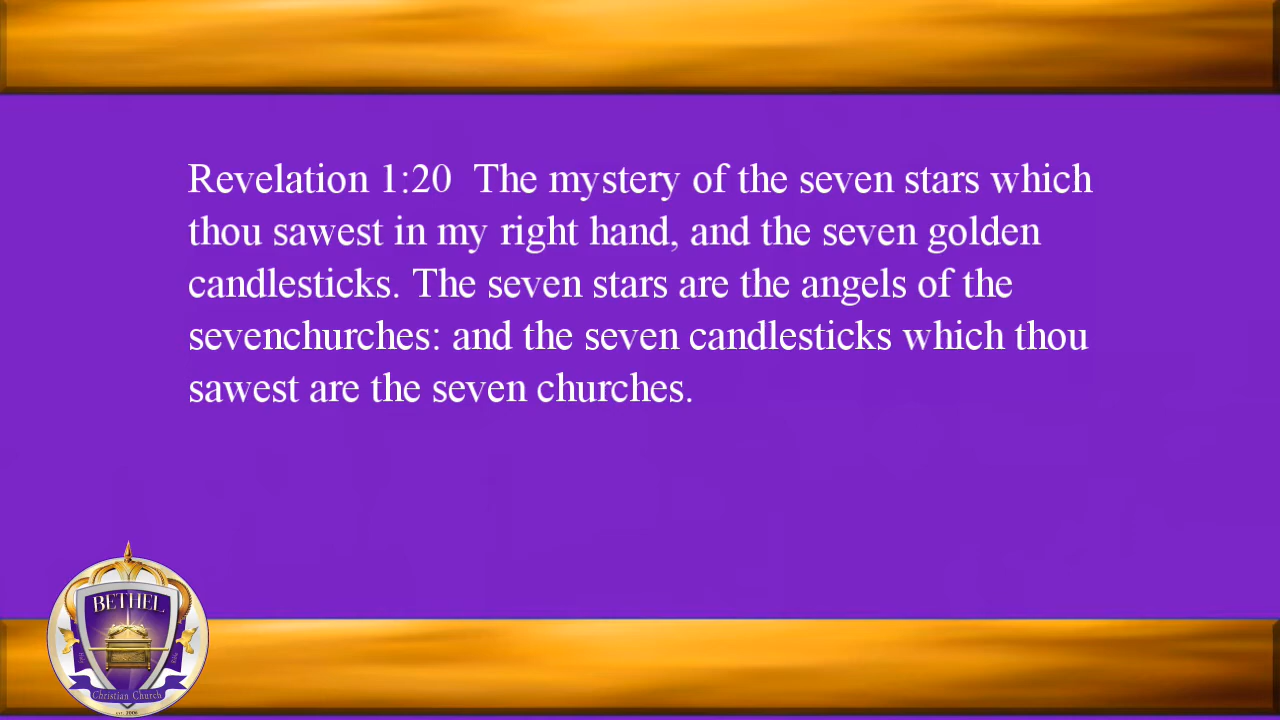 Revelation 1:20  The mystery of the seven stars which
thou sawest in my right hand, and the seven golden
candlesticks. The seven stars are the angels of the
sevenchurches: and the seven candlesticks which thou
sawest are the seven churches.
BETHEL
Christian Church
EST. 2006